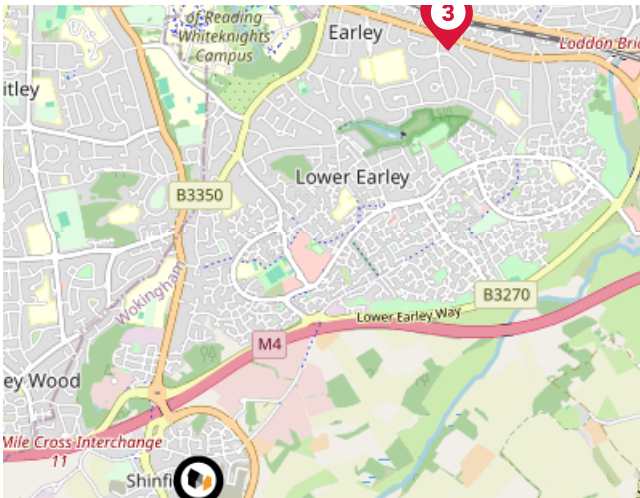 3
of Reading
Whiteknights
Campus
Earley
Loddon Bri
itley
Lower Earley
B3350
Wokingham
B3270
Lower Earley Way
M4
ey Wood
Mile Cross Interchange
11
Shinfi